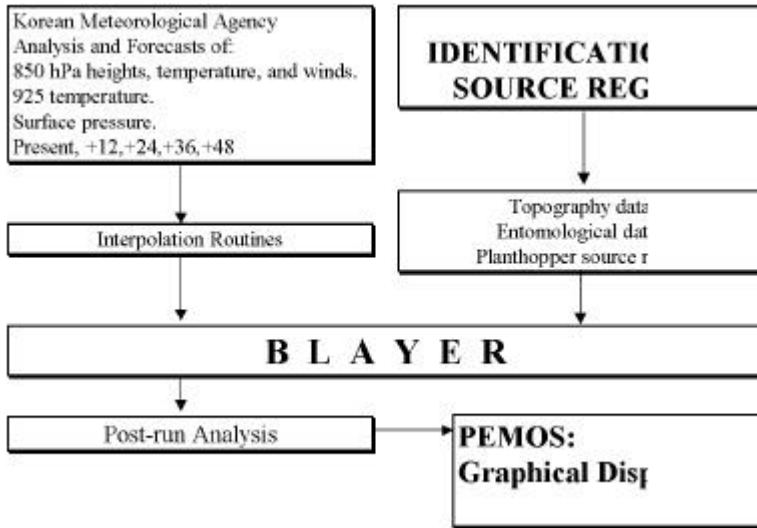 Korean Meteorological Agency
Analysis and Forecasts of:
850 hPa heights, temperature, and winds.
925 temperature.
Surface pressure.
Present, +12,+24,+36,+48
IDENTIFICATIO
SOURCE REG
Interpolation Routines
Topography data
Entomological dat
Planthopper source r
B L A Y E R
Post-run Analysis
PEMOS:
Graphical Disp